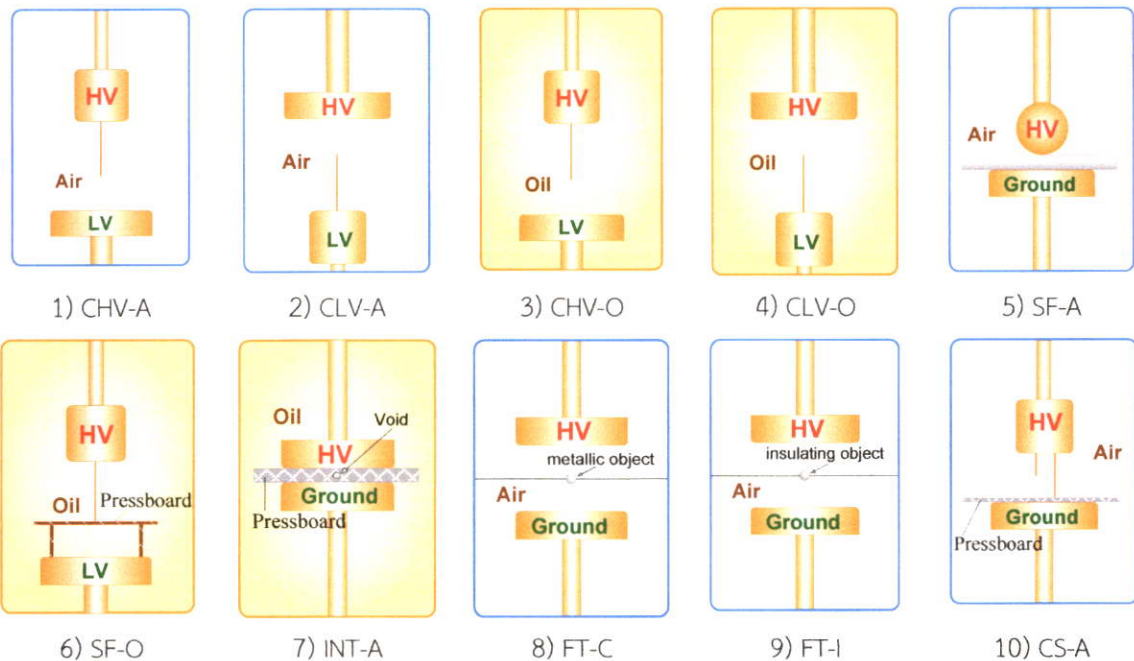 HV
Air
LV
1) CHV-A
HV
Air
LV
2) CLV-A
HV
Oil
LV
3) CHV-O
HV
Oil
LV
4) CLV-O
Air
HV
Ground
5) SF-A
HV
Oil
Pressboard
LV
6) SF-O
Oil
Void
HV
Ground
Pressboard
7) INT-A
HV
metallic object
Air
Ground
8) FT-C
HV
insulating object
Air
Ground
9) FT-I
HV
Air
Ground
Pressboard
10) CS-A